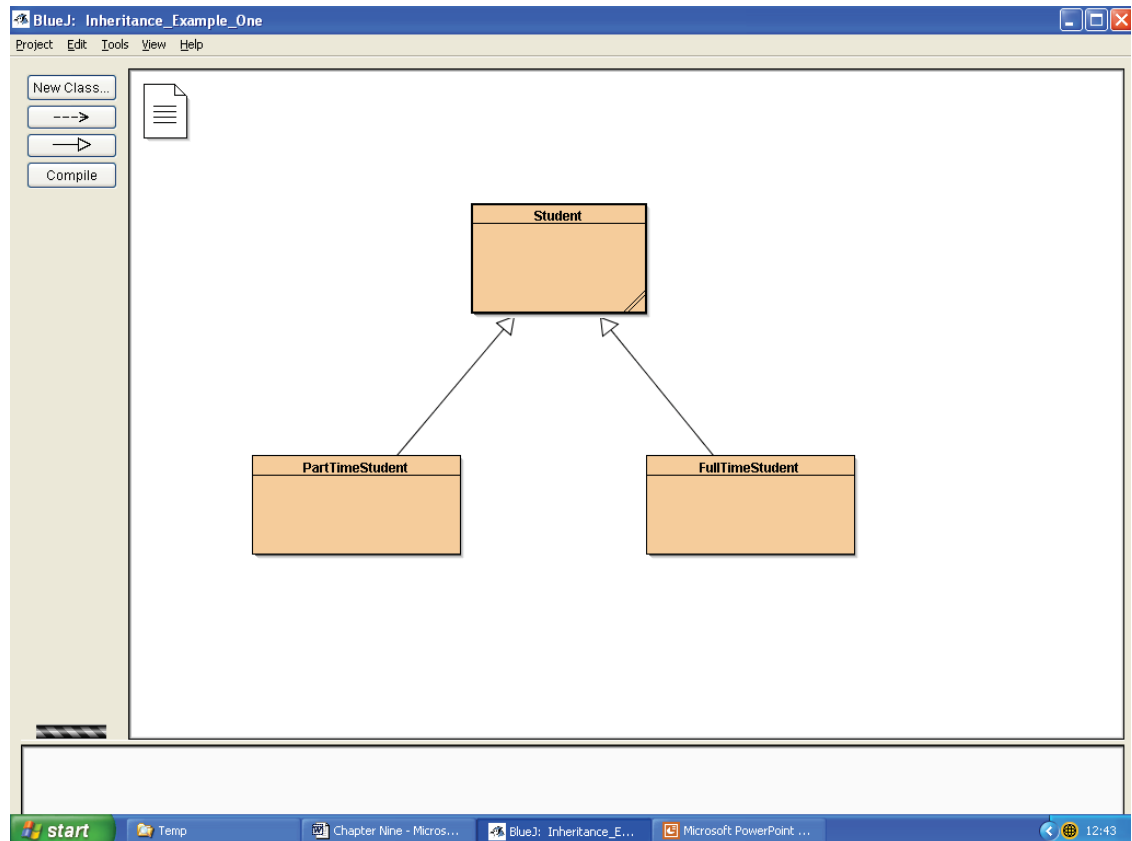 BlueJ: Inheritance_Example_One
Project Edit Tools View Help
New Class...
--->
Compile
Student
PartTimeStudent
FullTimeStudent
start
Temp
Chapter Nine - Micros...
BlueJ: Inheritance_E...
Microsoft PowerPoint ...
12:43